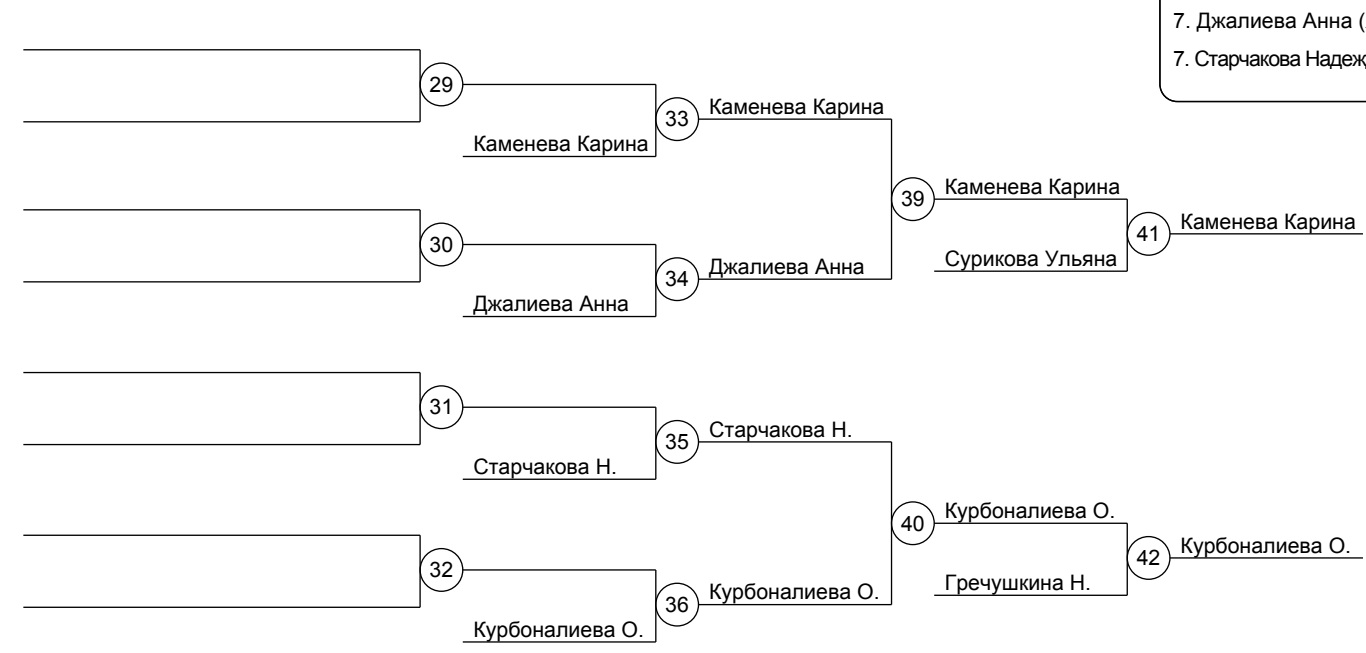 7. Джалиева Анна (
7. Старчакова Надеж
29
Каменева Карина
33
Каменева Карина
30
Джалиева Анна
34
Джалиева Анна
39
Каменева Карина
Сурикова Ульяна
41
Каменева Карина
31
Старчакова Н.
35
Старчакова Н.
32
Курбоналиева О.
36
Курбоналиева О.
40
Курбоналиева О.
Гречушкина Н.
42
Курбоналиева О.